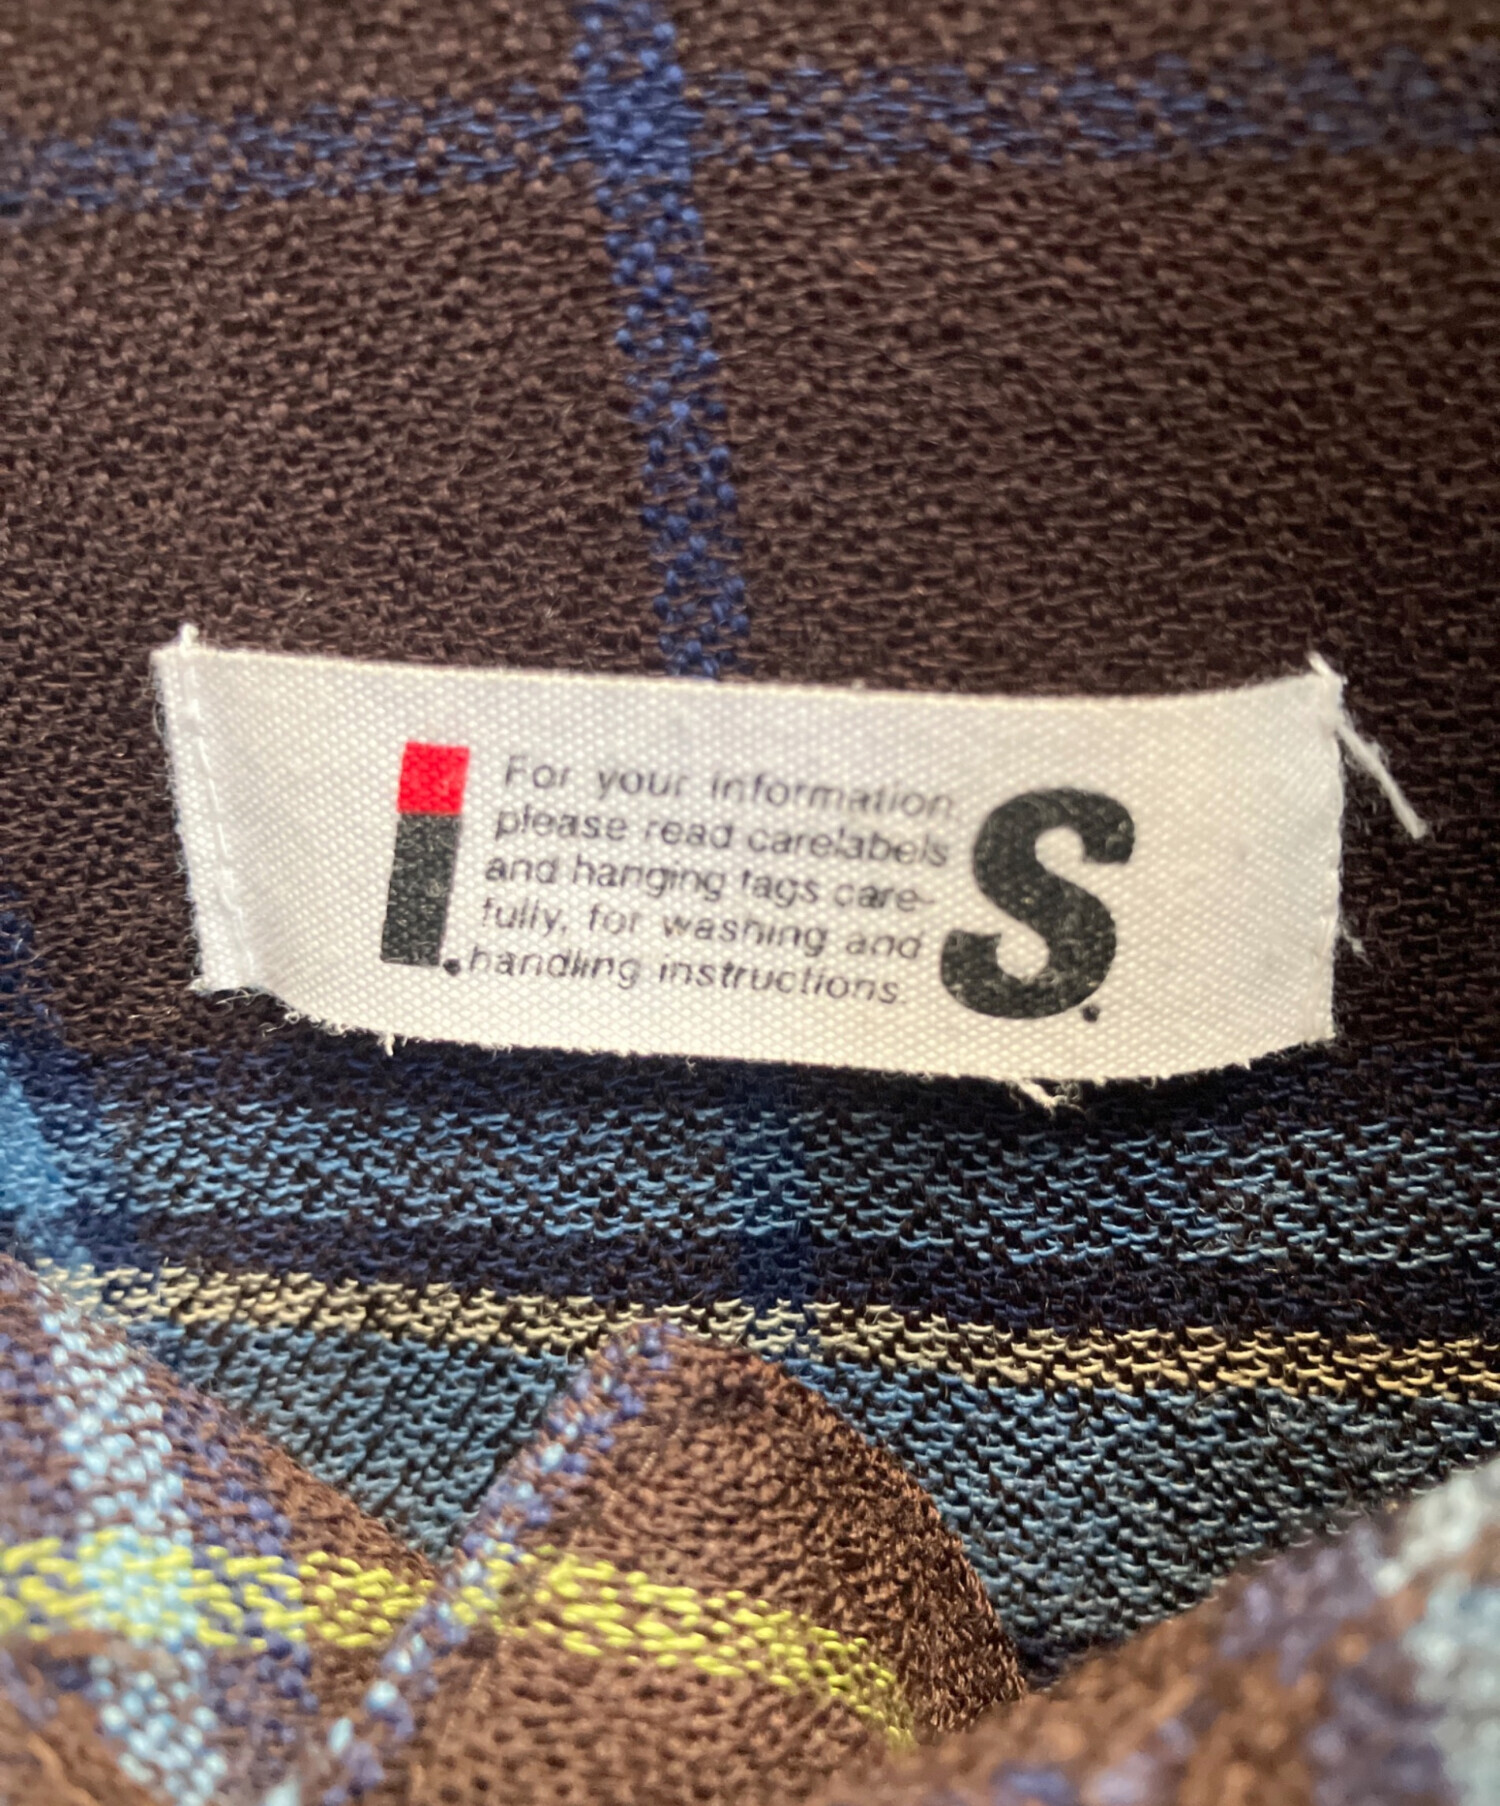 I.S.
For your information,
please read carelabels
and hanging tags care-
fully, for washing and
handling instructions.